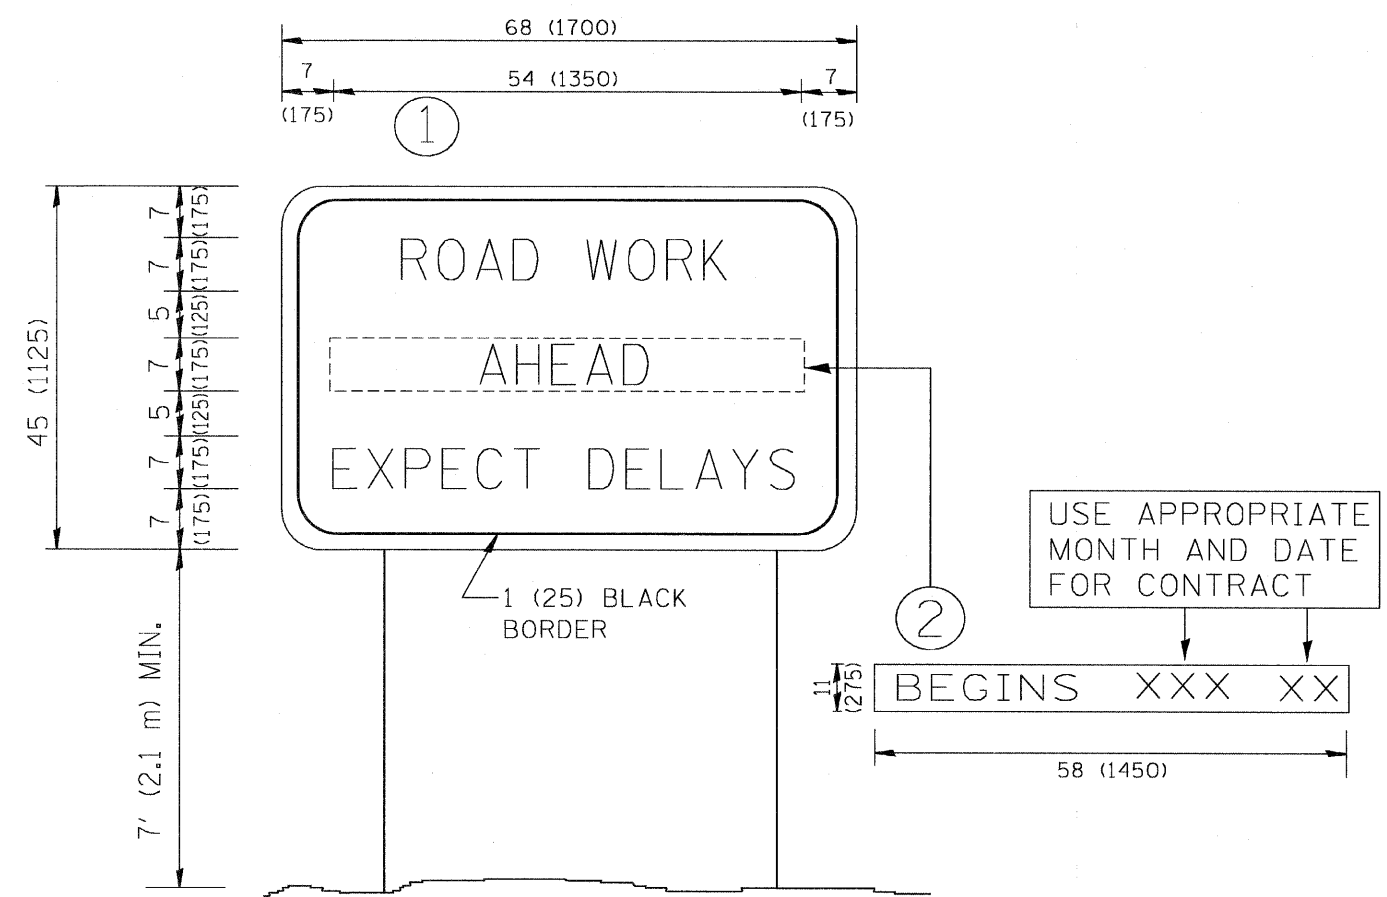 68 (1700)
7 54 (1350) 7
(175) (175)
1
45 (1125)
7 (175)
7 (175)
5 (125)
7 (175)
5 (125)
7 (175)
7 (175)
ROAD WORK
AHEAD
EXPECT DELAYS
1 (25) BLACK
BORDER
7' (2.1 m) MIN.
2
USE APPROPRIATE
MONTH AND DATE
FOR CONTRACT
11
(275)
BEGINS XXX XX
58 (1450)